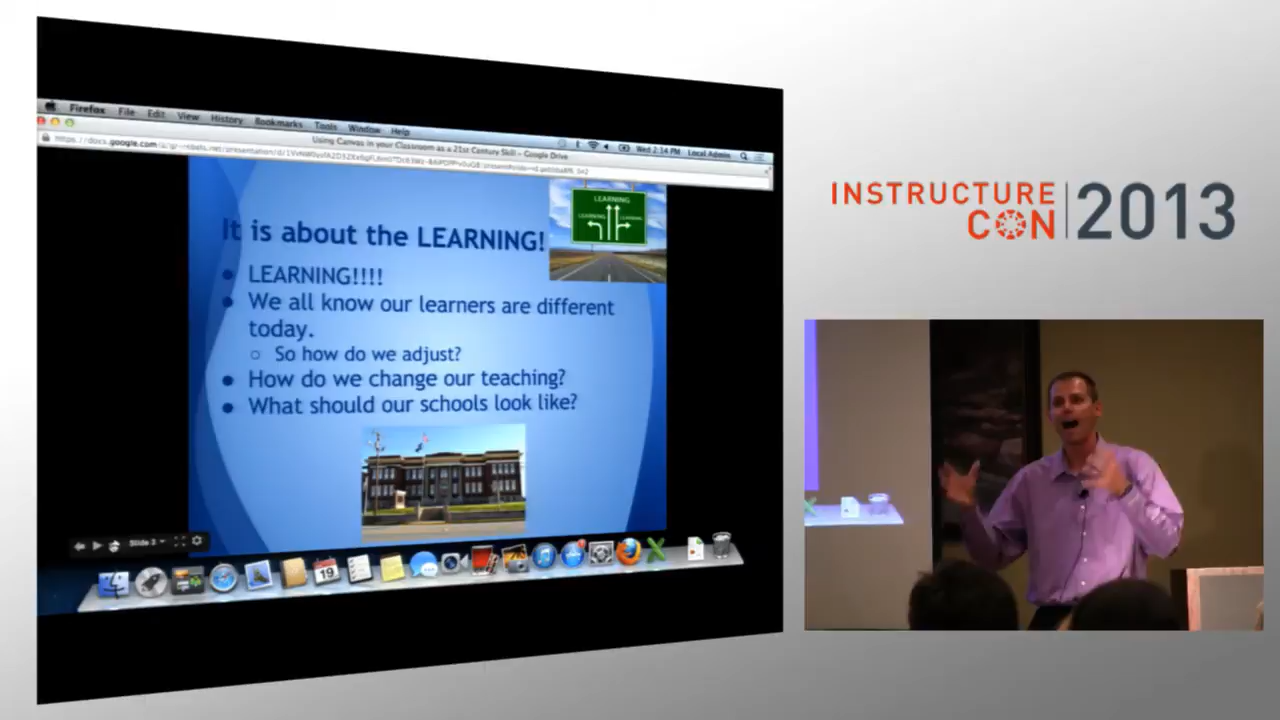 Firefox File Edit View History Bookmarks Tools Window Help
Wed 2:14 PM Local Admin
Using Canvas in your Classroom as a 21st Century Skill - Google Drive
LEARNING
LEARNING
LEARNING
It is about the LEARNING!
LEARNING!!!!
We all know our learners are different
today.
So how do we adjust?
How do we change our teaching?
What should our schools look like?
Slide 2
19
INSTRUCTURE
CON 2013